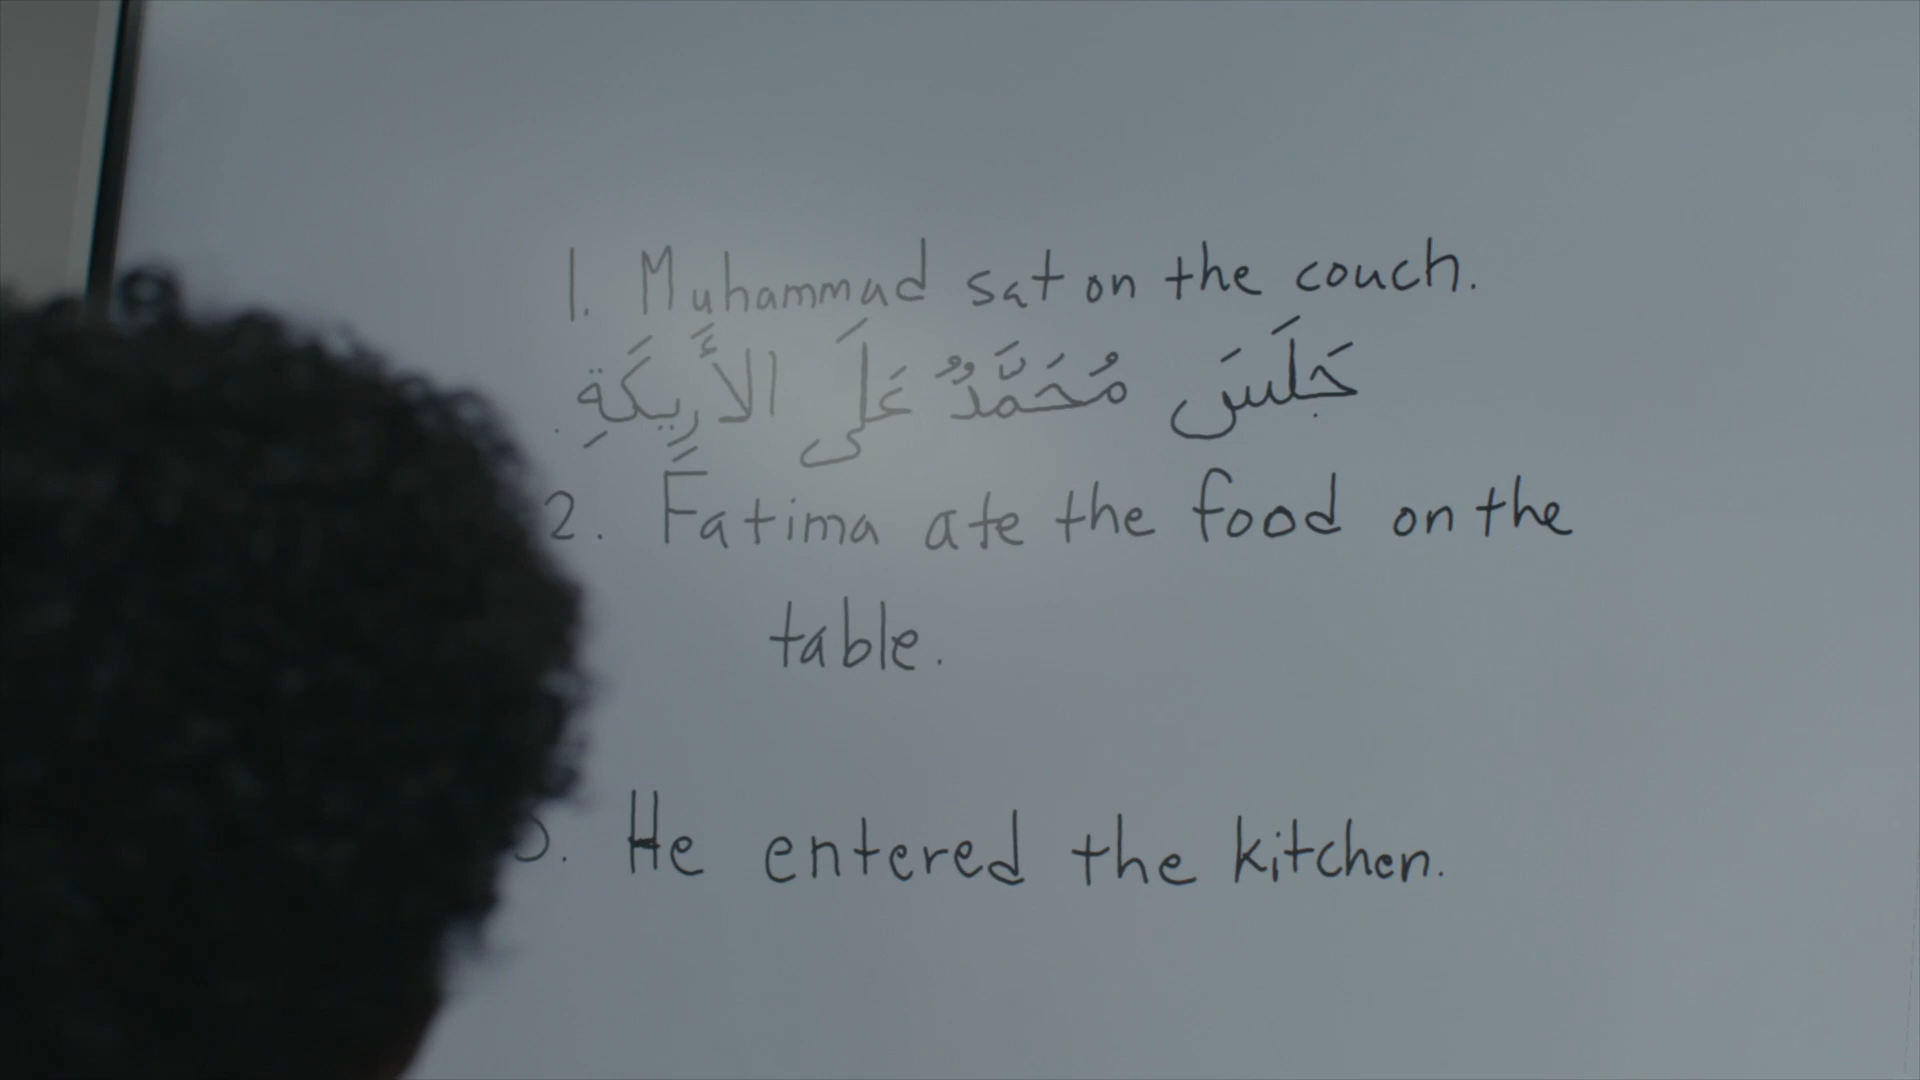 1. Muhammad sat on the couch.
جَلَسَ مُحَمَّدٌ عَلَى الأَرِيكَةِ.
2. Fatima ate the food on the
table.
3. He entered the kitchen.